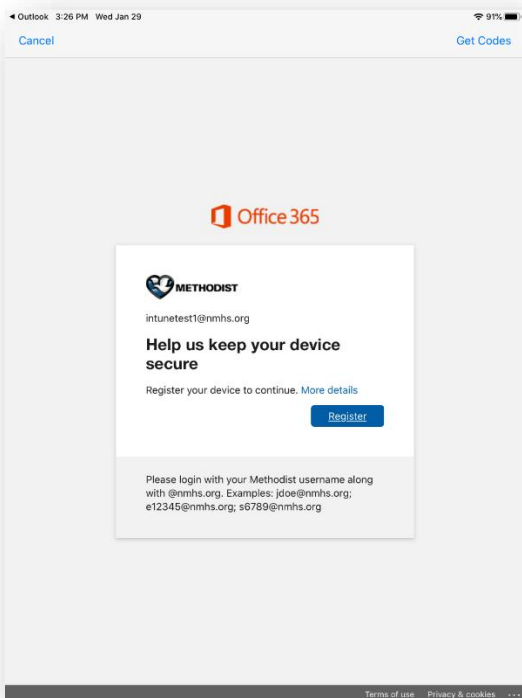 ◄ Outlook 3:26 PM Wed Jan 29 91%
Cancel Get Codes
Office 365
METHODIST
intunetest1@nmhs.org
Help us keep your device
secure
Register your device to continue. More details
Register
Please login with your Methodist username along
with @nmhs.org. Examples: jdoe@nmhs.org;
e12345@nmhs.org; s6789@nmhs.org
Terms of use Privacy & cookies ...